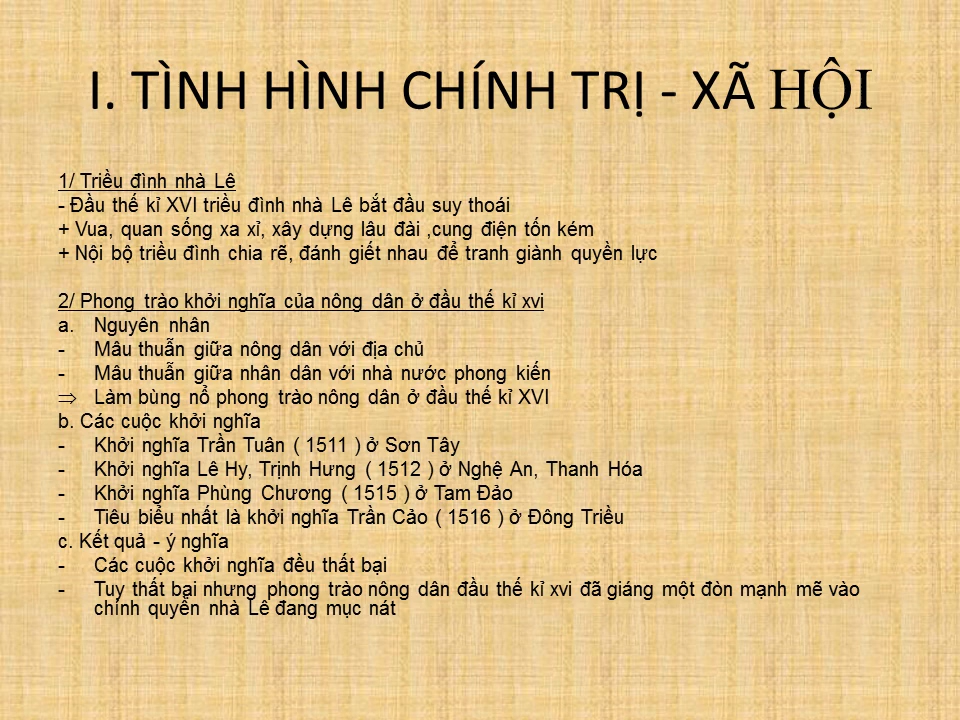 I. TÌNH HÌNH CHÍNH TRỊ - XÃ HỘI
1/ Triều đình nhà Lê
- Đầu thế kỉ XVI triều đình nhà Lê bắt đầu suy thoái
+ Vua, quan sống xa xỉ, xây dựng lâu đài ,cung điện tốn kém
+ Nội bộ triều đình chia rẽ, đánh giết nhau để tranh giành quyền lực
2/ Phong trào khởi nghĩa của nông dân ở đầu thế kỉ xvi
a. Nguyên nhân
- Mâu thuẫn giữa nông dân với địa chủ
- Mâu thuẫn giữa nhân dân với nhà nước phong kiến
⇒ Làm bùng nổ phong trào nông dân ở đầu thế kỉ XVI
b. Các cuộc khởi nghĩa
- Khởi nghĩa Trần Tuân ( 1511 ) ở Sơn Tây
- Khởi nghĩa Lê Hy, Trịnh Hưng ( 1512 ) ở Nghệ An, Thanh Hóa
- Khởi nghĩa Phùng Chương ( 1515 ) ở Tam Đảo
- Tiêu biểu nhất là khởi nghĩa Trần Cảo ( 1516 ) ở Đông Triều
c. Kết quả - ý nghĩa
- Các cuộc khởi nghĩa đều thất bại
- Tuy thất bại nhưng phong trào nông dân đầu thế kỉ xvi đã giáng một đòn mạnh mẽ vào
chính quyền nhà Lê đang mục nát